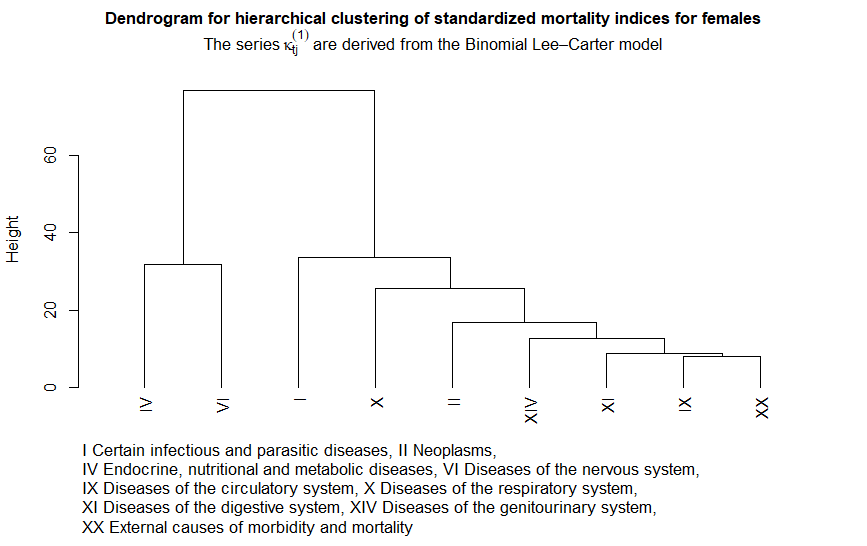 Dendrogram for hierarchical clustering of standardized mortality indices for females
The series κtj(1) are derived from the Binomial Lee–Carter model
Height
60
40
20
0
IV VI I X II XIV XI IX XX
I Certain infectious and parasitic diseases, II Neoplasms,
IV Endocrine, nutritional and metabolic diseases, VI Diseases of the nervous system,
IX Diseases of the circulatory system, X Diseases of the respiratory system,
XI Diseases of the digestive system, XIV Diseases of the genitourinary system,
XX External causes of morbidity and mortality